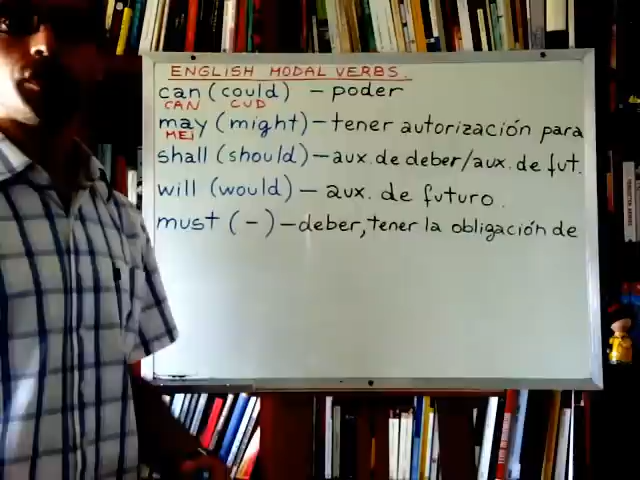 ENGLISH MODAL VERBS.
can (could) - poder
CAN CUD
may (might) - tener autorización para
MEI
shall (should) - aux. de deber/aux. de fut.
will (would) - aux. de futuro.
must (-) - deber, tener la obligación de